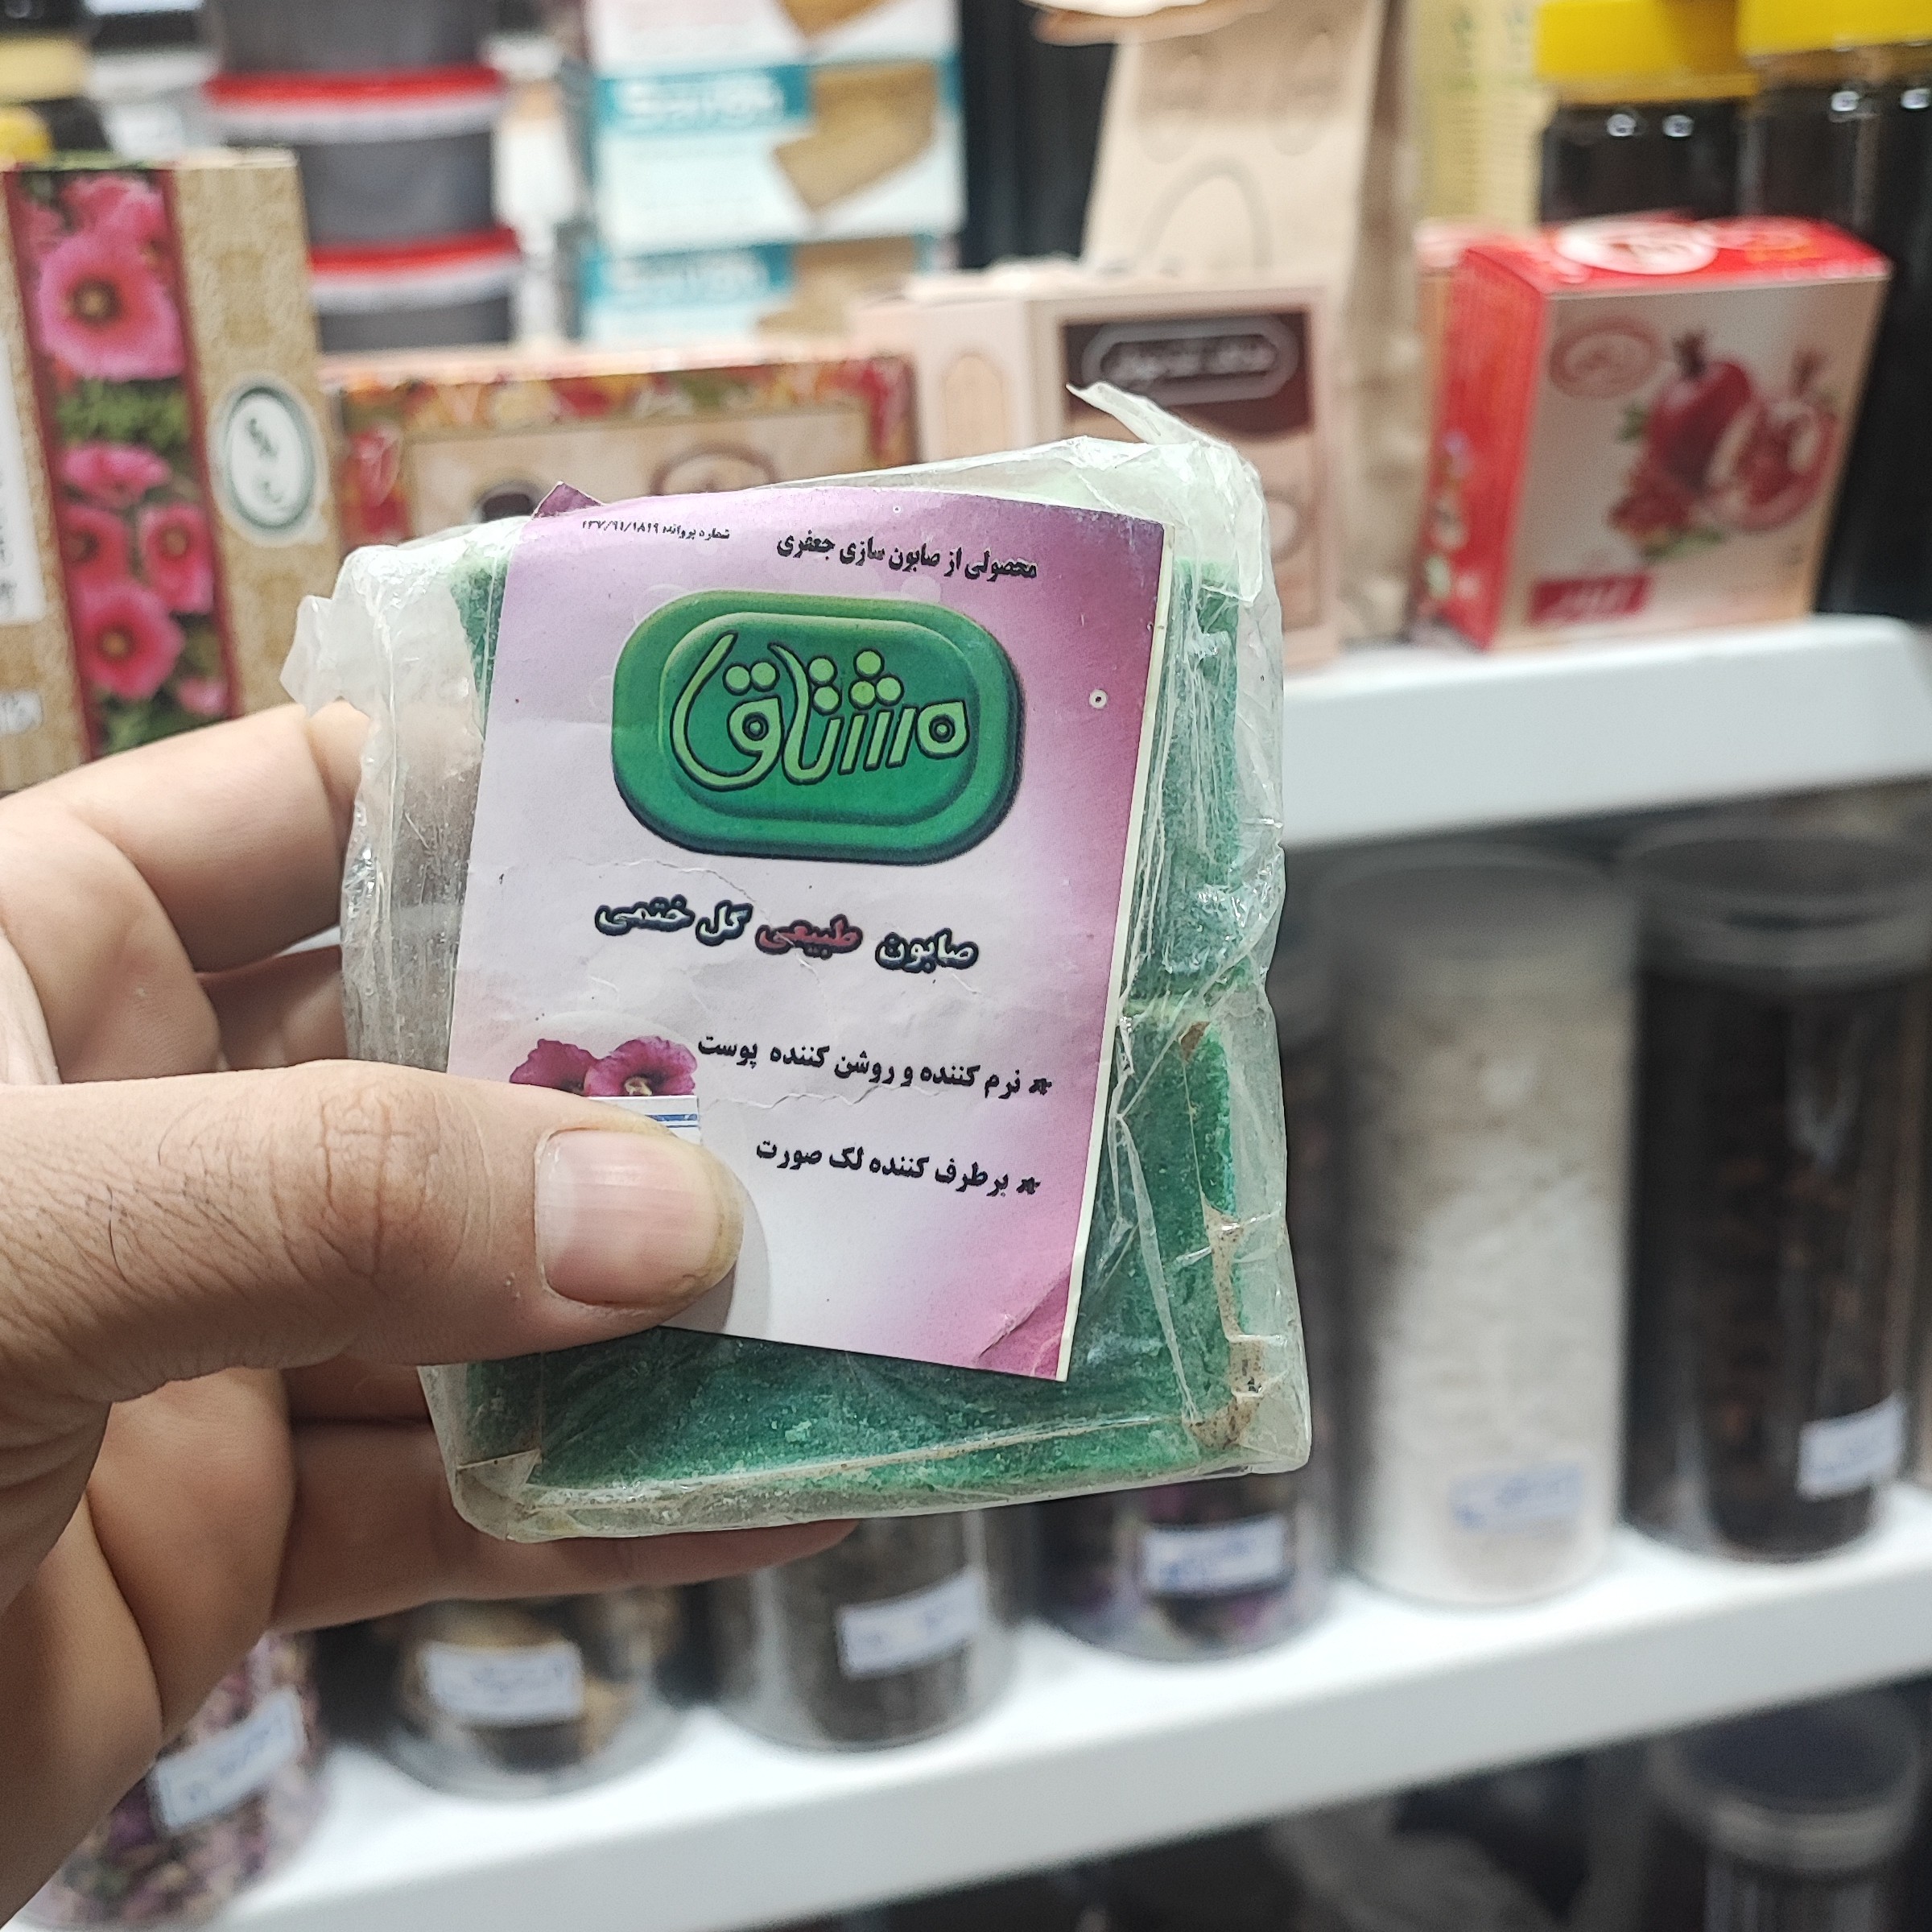 محصولی از صابون سازی جعفری
شماره پروانه ۱۳۷/۹۱/۱۸۱۹
مشتاق
صابون طبیعی گل ختمی
* نرم کننده و روشن کننده پوست
* برطرف کننده لک صورت